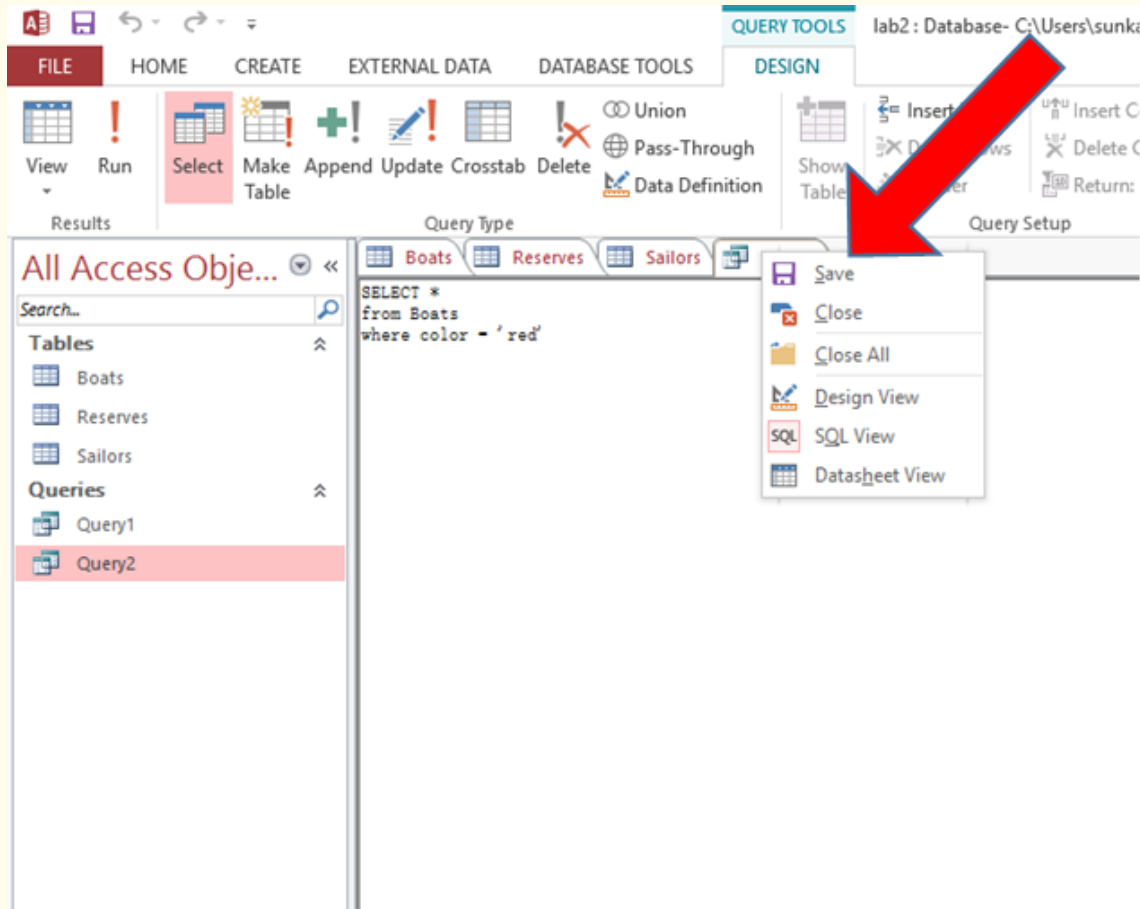 QUERY TOOLS lab2 : Database- C:\Users\sunka
FILE HOME CREATE EXTERNAL DATA DATABASE TOOLS DESIGN
View
Run
Select
Make Table
Append
Update
Crosstab
Delete
Union
Pass-Through
Data Definition
Show Table
Insert
Insert C
Delete C
Return:
Results
Query Type
Query Setup
All Access Obje...
Search...
Tables
Boats
Reserves
Sailors
Queries
Query1
Query2
Boats Reserves Sailors
SELECT *
from Boats
where color = 'red'
Save
Close
Close All
Design View
SQL SQL View
Datasheet View